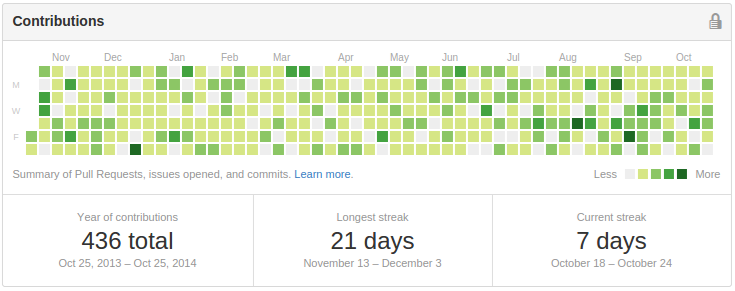 Contributions
Nov Dec Jan Feb Mar Apr May Jun Jul Aug Sep Oct
M
W
F
Summary of Pull Requests, issues opened, and commits. Learn more.
Less More
Year of contributions
436 total
Oct 25, 2013 – Oct 25, 2014
Longest streak
21 days
November 13 – December 3
Current streak
7 days
October 18 – October 24